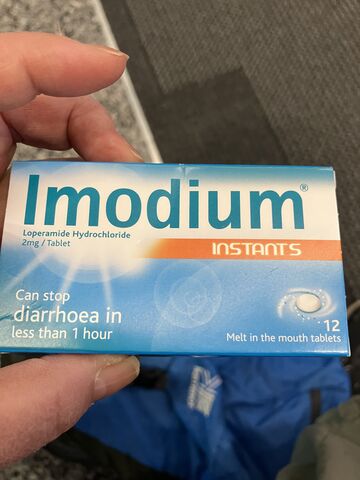 Imodium®
Loperamide Hydrochloride
2mg / Tablet
INSTANTS
Can stop
diarrhoea in
less than 1 hour
12
Melt in the mouth tablets